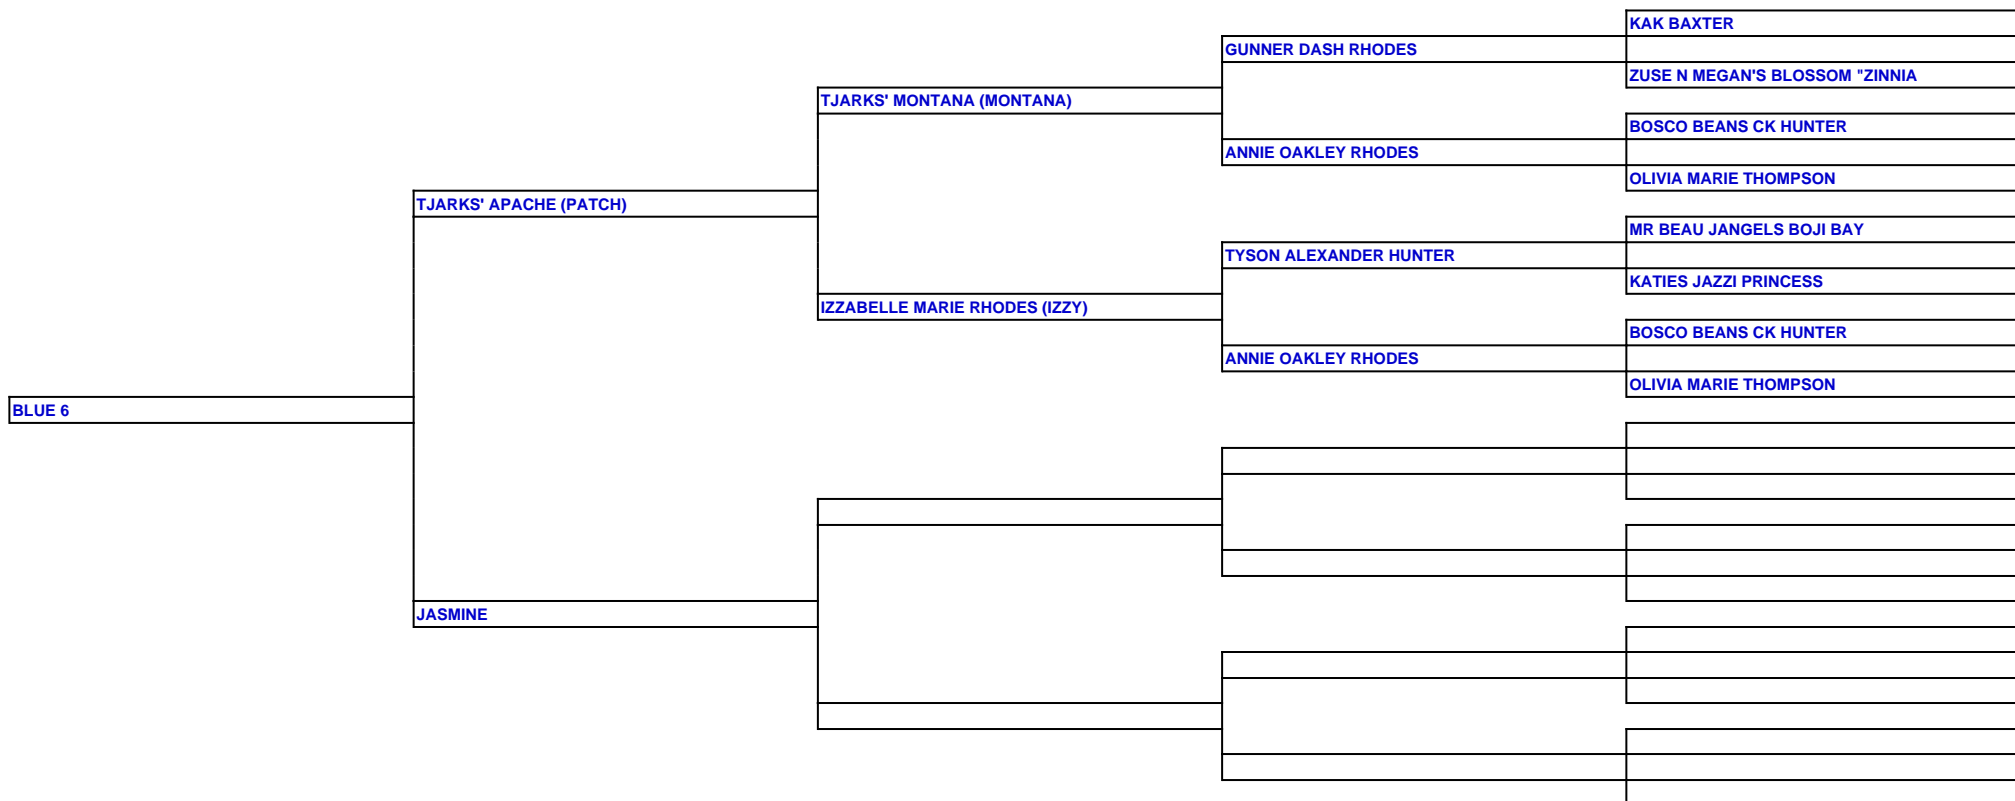 KAK BAXTER
GUNNER DASH RHODES
ZUSE N MEGAN'S BLOSSOM "ZINNIA
TJARKS' MONTANA (MONTANA)
BOSCO BEANS CK HUNTER
ANNIE OAKLEY RHODES
OLIVIA MARIE THOMPSON
TJARKS' APACHE (PATCH)
MR BEAU JANGELS BOJI BAY
TYSON ALEXANDER HUNTER
KATIES JAZZI PRINCESS
IZZABELLE MARIE RHODES (IZZY)
BOSCO BEANS CK HUNTER
ANNIE OAKLEY RHODES
OLIVIA MARIE THOMPSON
BLUE 6
JASMINE